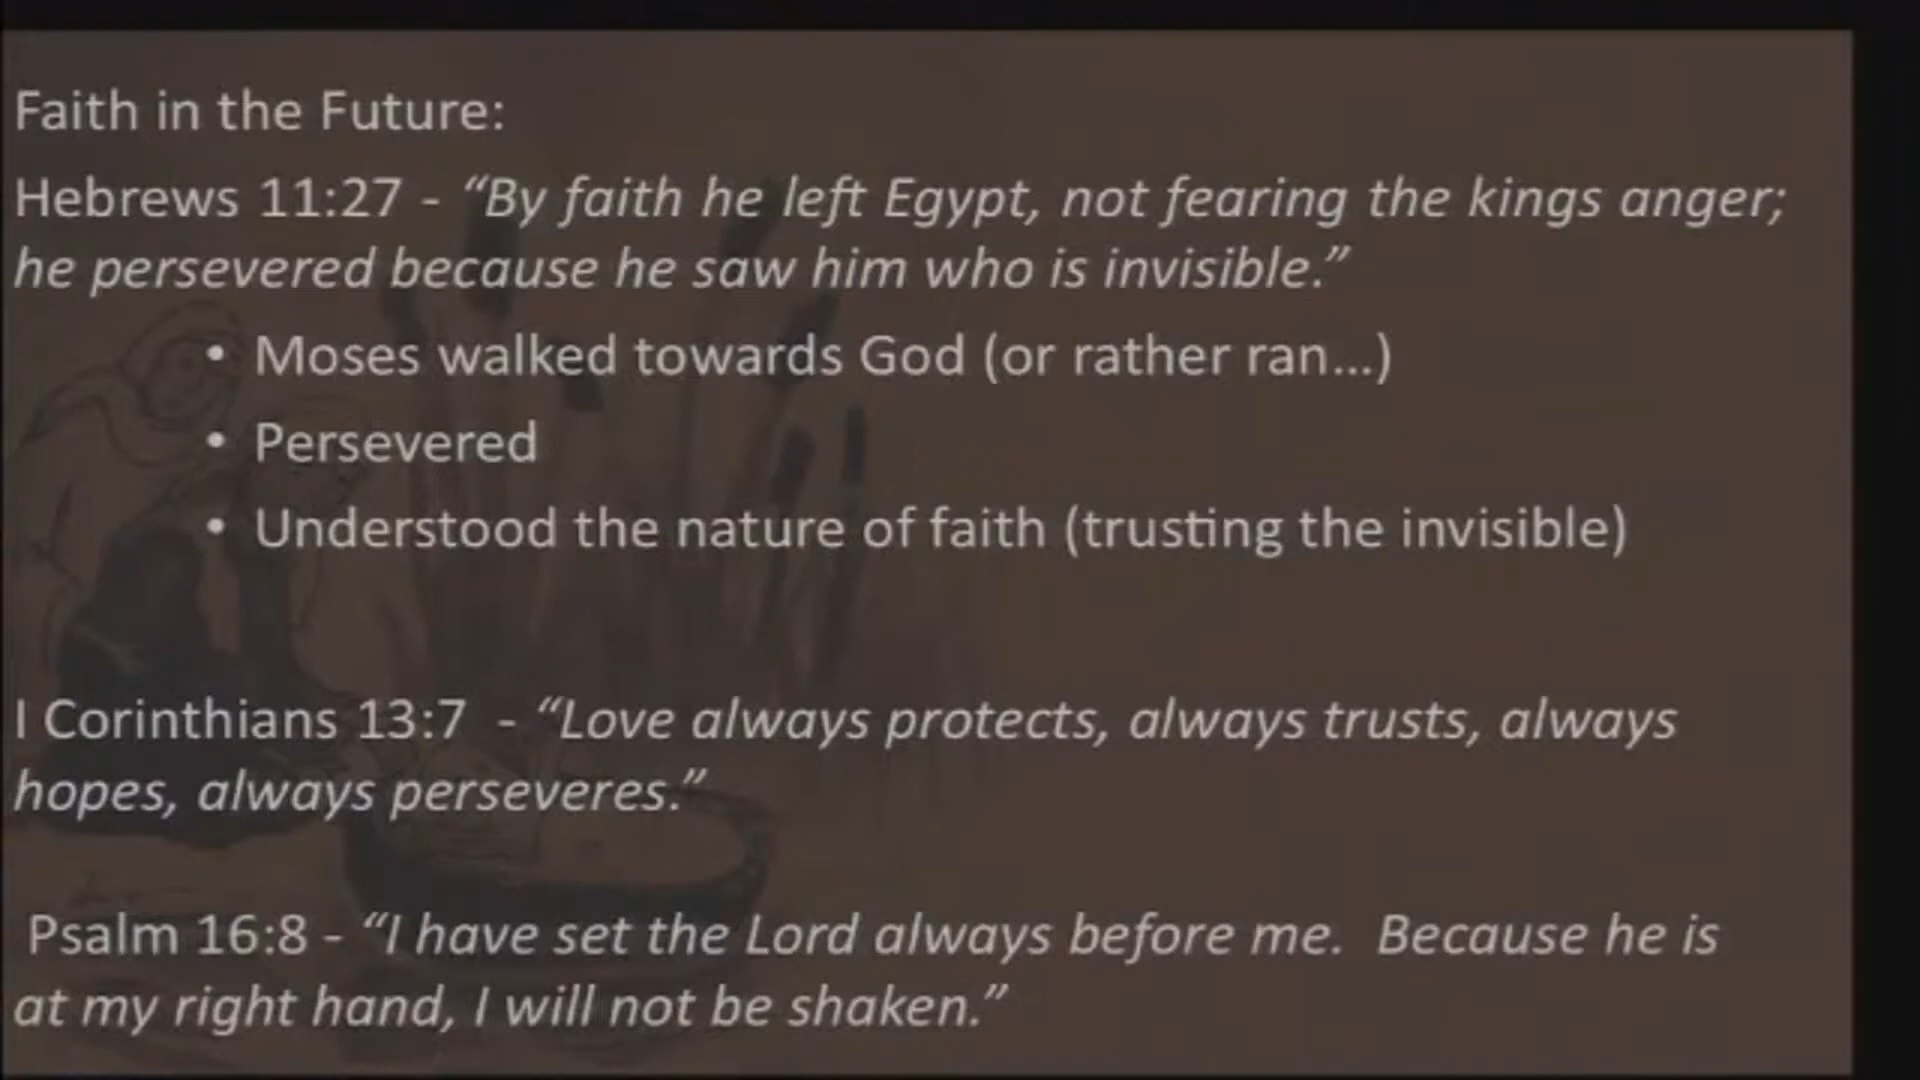 Faith in the Future:
Hebrews 11:27 - “By faith he left Egypt, not fearing the kings anger;
he persevered because he saw him who is invisible.”
• Moses walked towards God (or rather ran...)
• Persevered
• Understood the nature of faith (trusting the invisible)
I Corinthians 13:7 - “Love always protects, always trusts, always
hopes, always perseveres.”
Psalm 16:8 - “I have set the Lord always before me. Because he is
at my right hand, I will not be shaken.”